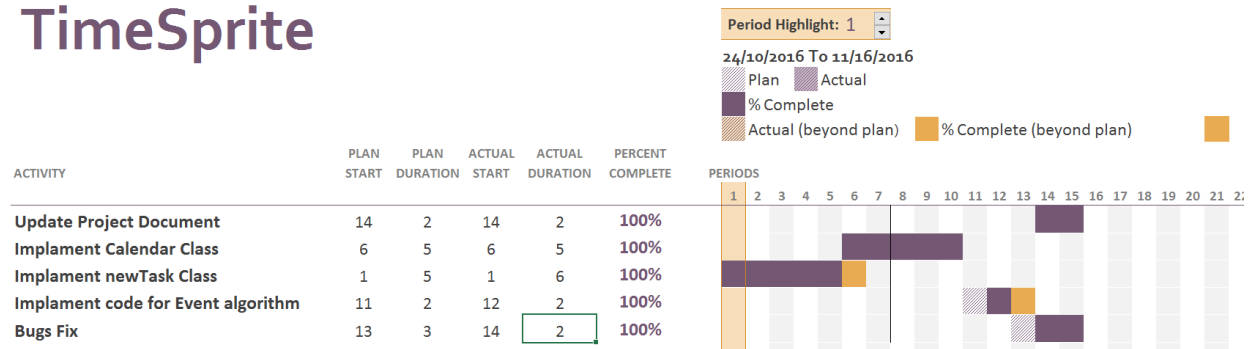 TimeSprite
Period Highlight: 1
24/10/2016 To 11/16/2016
Plan Actual
% Complete
Actual (beyond plan) % Complete (beyond plan)
PLAN PLAN ACTUAL ACTUAL PERCENT
ACTIVITY START DURATION START DURATION COMPLETE PERIODS
1 2 3 4 5 6 7 8 9 10 11 12 13 14 15 16 17 18 19 20 21 22
Update Project Document 14 2 14 2 100%
Implament Calendar Class 6 5 6 5 100%
Implament newTask Class 1 5 1 6 100%
Implament code for Event algorithm 11 2 12 2 100%
Bugs Fix 13 3 14 2 100%